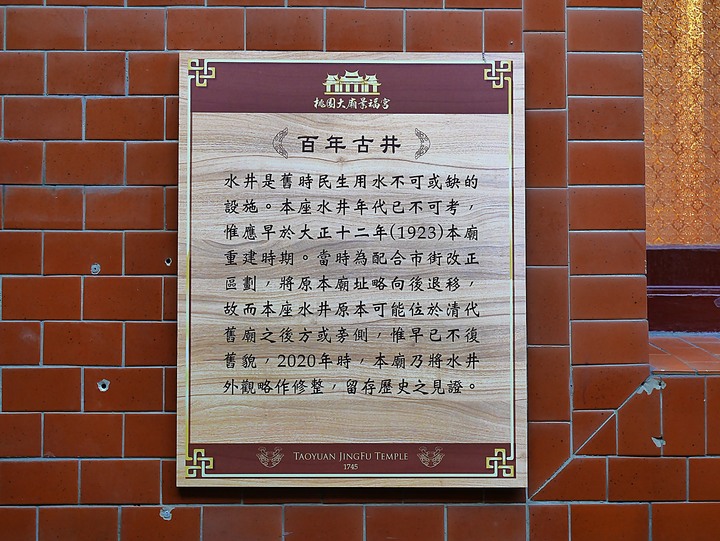 桃園大廟景福宮
百年古井
水井是舊時民生用水不可或缺的
設施。本座水井年代已不可考，
惟應早於大正十二年(1923)本廟
重建時期。當時為配合市街改正
區劃，將原本廟址略向後退移，
故而本座水井原本可能位於清代
舊廟之後方或旁側，惟早已不復
舊貌，2020年時，本廟乃將水井
外觀略作修整，留存歷史之見證。
TAOYUAN JINGFU TEMPLE
1745